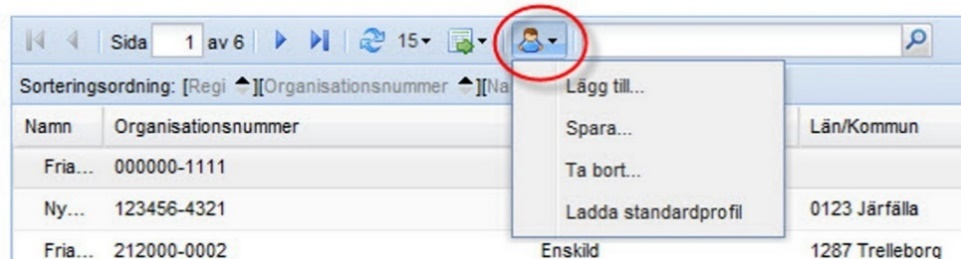 Sida 1 av 6 15
Sorteringsordning: [Regi ][Organisationsnummer ][Na
Lägg till...
Spara...
Ta bort...
Ladda standardprofil
Namn Organisationsnummer Län/Kommun
Fria... 000000-1111
Ny... 123456-4321 0123 Järfälla
Fria... 212000-0002 Enskild 1287 Trelleborg